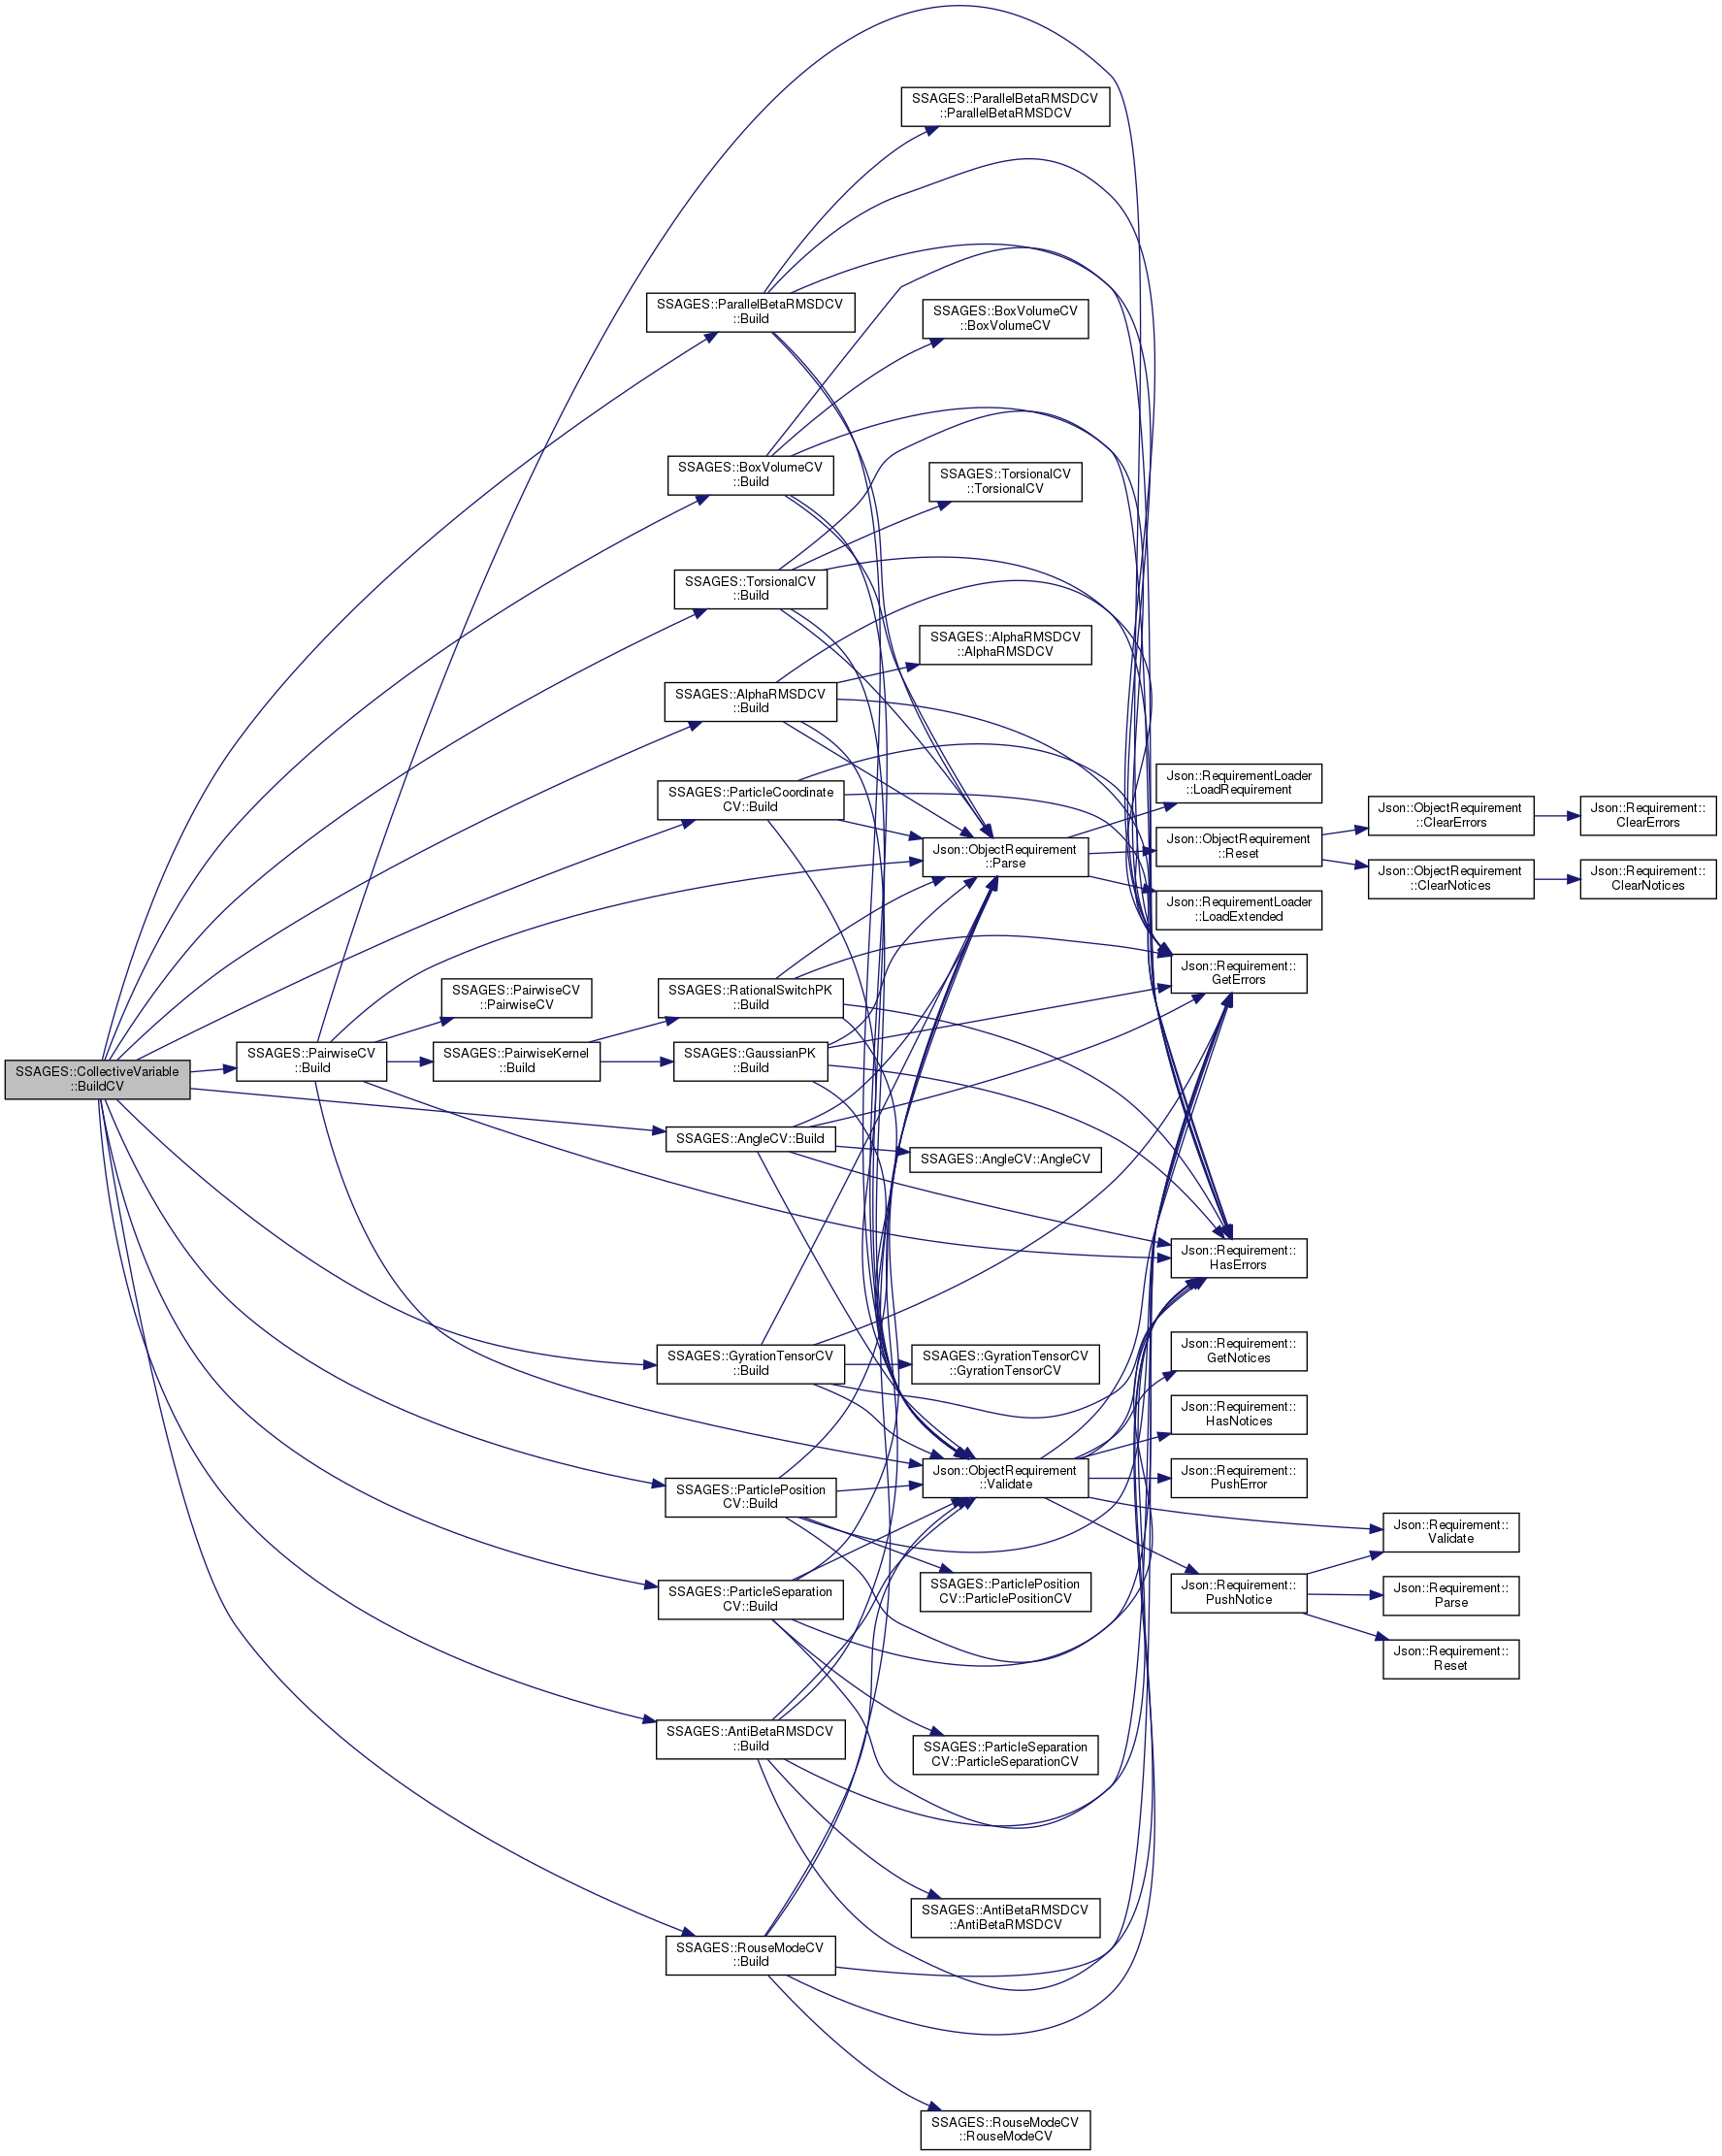 SSAGES::CollectiveVariable
::BuildCV
SSAGES::PairwiseCV
::Build
SSAGES::PairwiseCV
::PairwiseCV
SSAGES::PairwiseKernel
::Build
SSAGES::ParallelBetaRMSDCV
::Build
SSAGES::BoxVolumeCV
::Build
SSAGES::TorsionalCV
::Build
SSAGES::AlphaRMSDCV
::Build
SSAGES::ParticleCoordinate
CV::Build
SSAGES::RationalSwitchPK
::Build
SSAGES::GaussianPK
::Build
SSAGES::AngleCV::Build
SSAGES::GyrationTensorCV
::Build
SSAGES::ParticlePosition
CV::Build
SSAGES::ParticleSeparation
CV::Build
SSAGES::AntiBetaRMSDCV
::Build
SSAGES::RouseModeCV
::Build
SSAGES::ParallelBetaRMSDCV
::ParallelBetaRMSDCV
SSAGES::BoxVolumeCV
::BoxVolumeCV
SSAGES::TorsionalCV
::TorsionalCV
SSAGES::AlphaRMSDCV
::AlphaRMSDCV
Json::ObjectRequirement
::Parse
SSAGES::AngleCV::AngleCV
SSAGES::GyrationTensorCV
::GyrationTensorCV
Json::ObjectRequirement
::Validate
SSAGES::ParticlePosition
CV::ParticlePositionCV
SSAGES::ParticleSeparation
CV::ParticleSeparationCV
SSAGES::AntiBetaRMSDCV
::AntiBetaRMSDCV
SSAGES::RouseModeCV
::RouseModeCV
Json::RequirementLoader
::LoadRequirement
Json::ObjectRequirement
::Reset
Json::RequirementLoader
::LoadExtended
Json::Requirement::
GetErrors
Json::Requirement::
HasErrors
Json::Requirement::
GetNotices
Json::Requirement::
HasNotices
Json::Requirement::
PushError
Json::Requirement::
PushNotice
Json::ObjectRequirement
::ClearErrors
Json::ObjectRequirement
::ClearNotices
Json::Requirement::
Validate
Json::Requirement::
Parse
Json::Requirement::
Reset
Json::Requirement::
ClearErrors
Json::Requirement::
ClearNotices